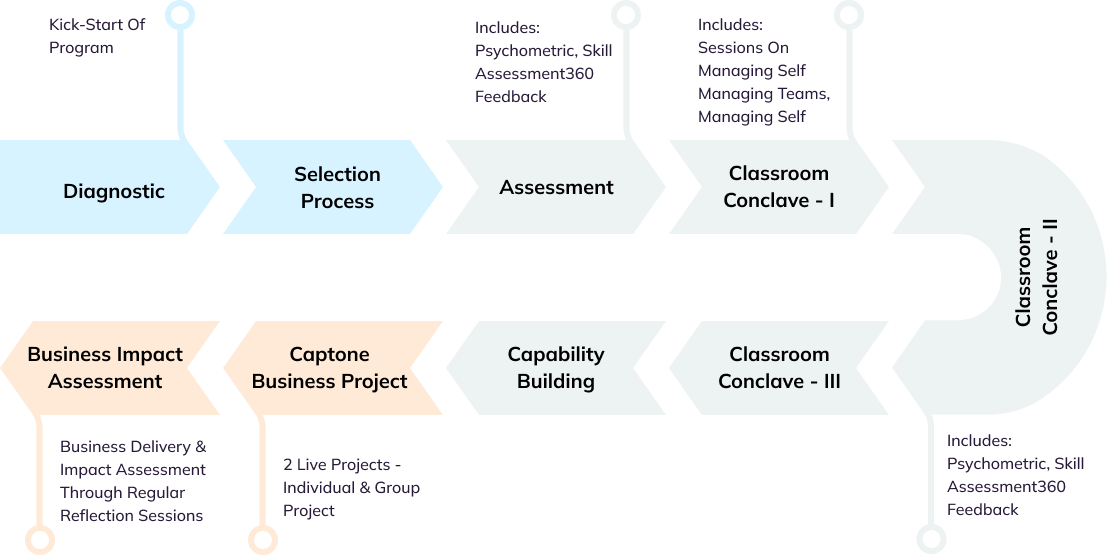 Kick-Start Of
Program
Includes:
Psychometric, Skill
Assessment360
Feedback
Includes:
Sessions On
Managing Self
Managing Teams,
Managing Self
Diagnostic
Selection
Process
Assessment
Classroom
Conclave - I
Classroom
Conclave - II
Business Impact
Assessment
Captone
Business Project
Capability
Building
Classroom
Conclave - III
Business Delivery &
Impact Assessment
Through Regular
Reflection Sessions
2 Live Projects -
Individual & Group
Project
Includes:
Psychometric, Skill
Assessment360
Feedback